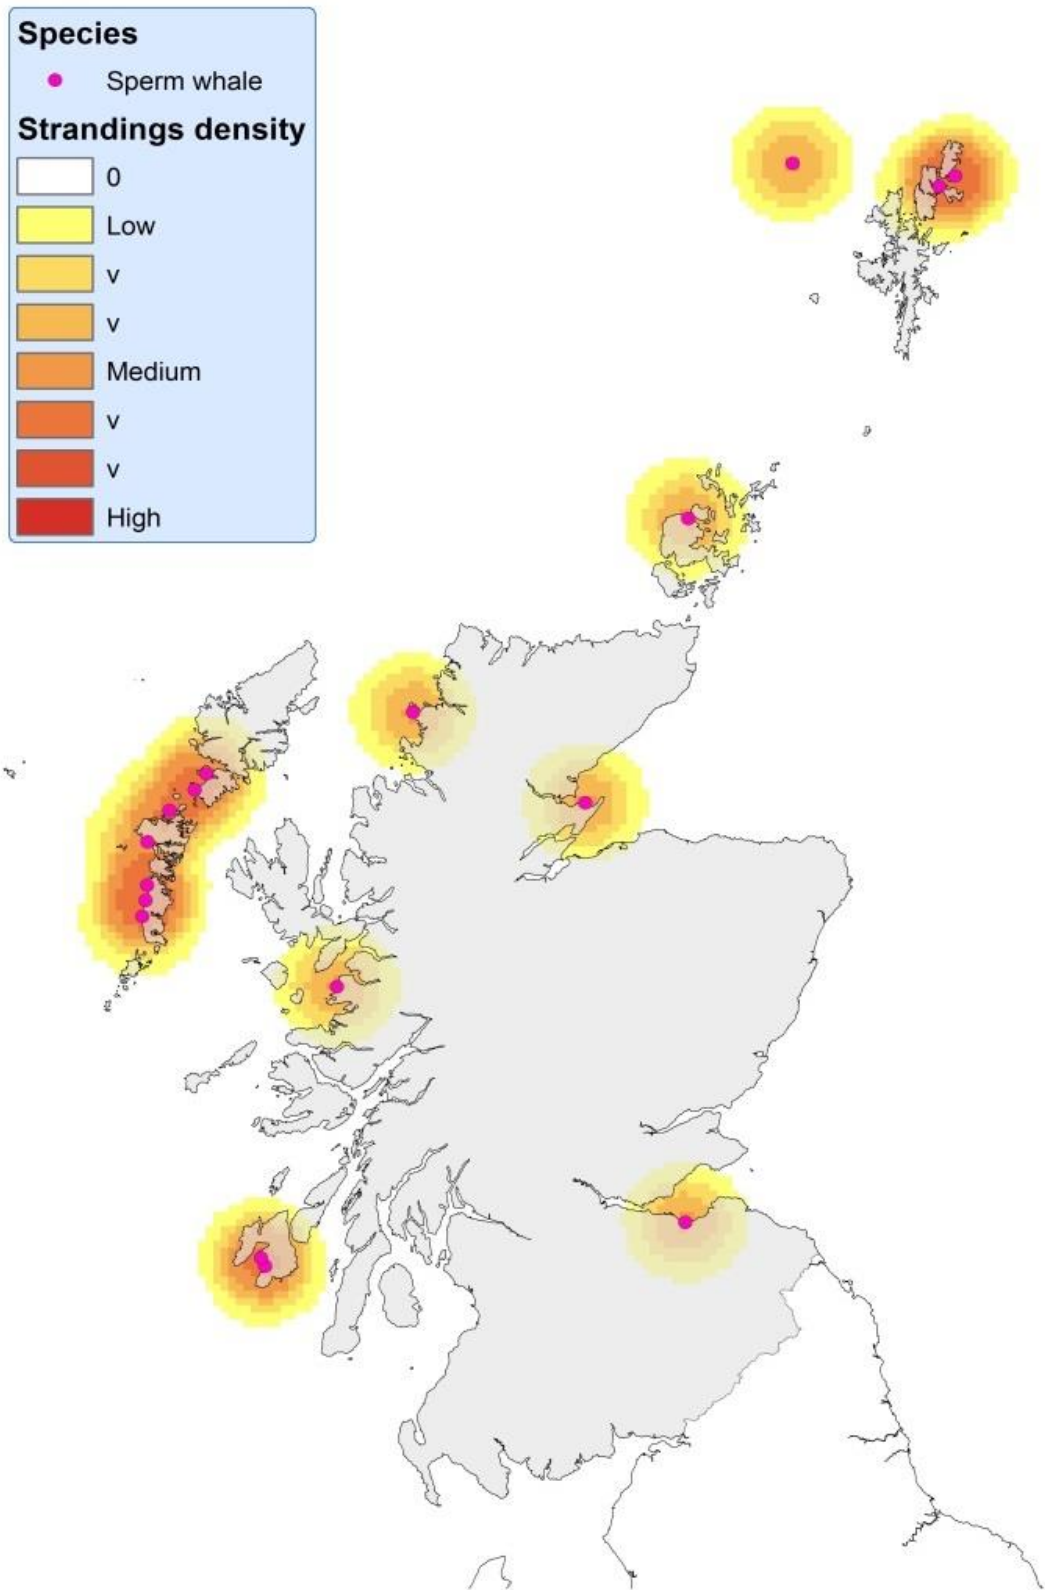 Species
Sperm whale
Strandings density
0
Low
v
v
Medium
v
v
High